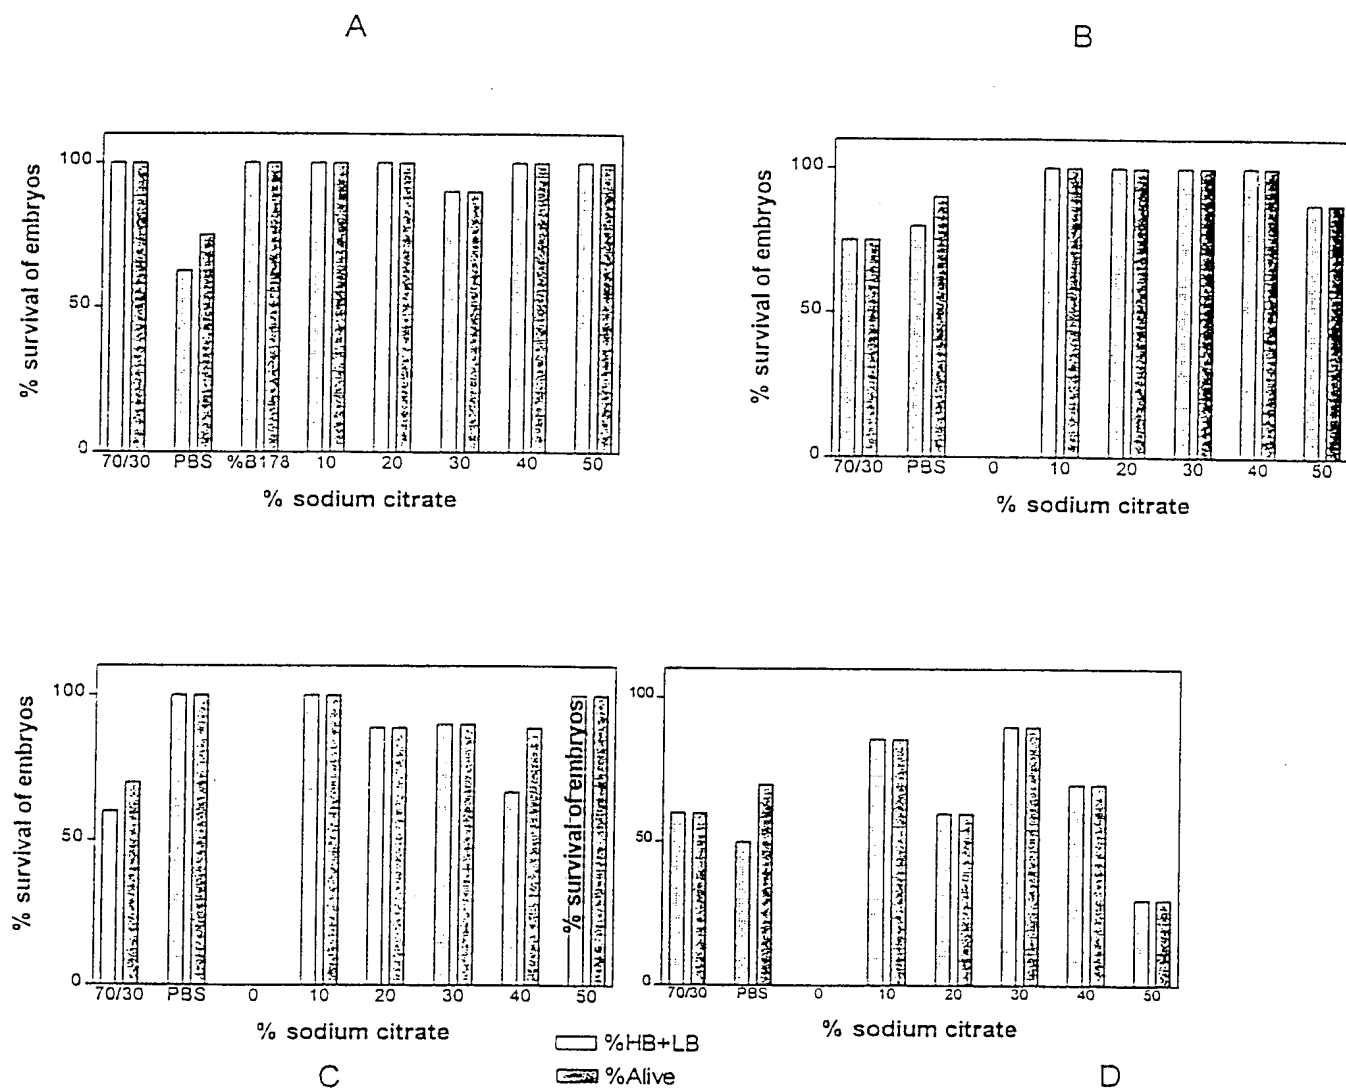 A
B
% survival of embryos
100
50
0
70/30 PBS %B178 10 20 30 40 50
% sodium citrate
% survival of embryos
100
50
0
70/30 PBS 0 10 20 30 40 50
% sodium citrate
% survival of embryos
100
50
0
70/30 PBS 0 10 20 30 40 50
% sodium citrate
% survival of embryos
100
50
0
70/30 PBS 0 10 20 30 40 50
% sodium citrate
%HB+LB
%Alive
C
D